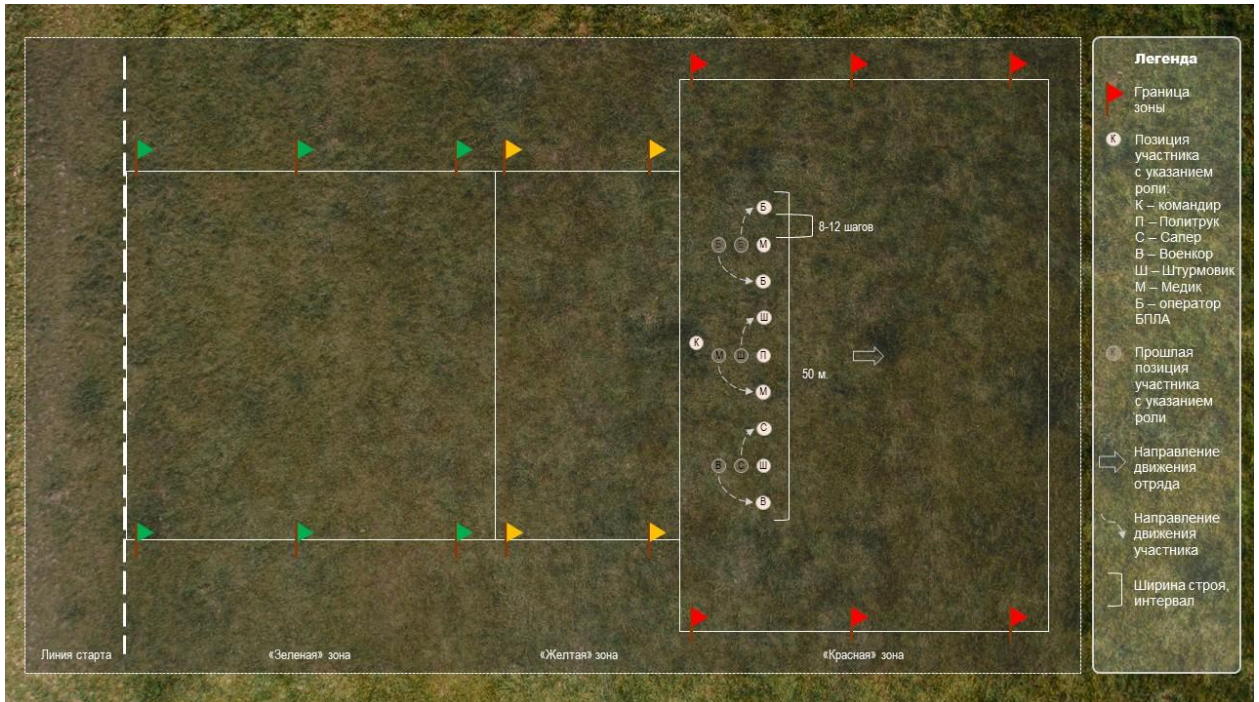 Б
8-12 шагов
Б Б М
Б
Ш
К
М Ш П
50 м.
М
С
В С Ш
В
Линия старта
«Зеленая» зона
«Желтая» зона
«Красная» зона
Легенда
Граница
зоны
К
Позиция
участника
с указанием
роли:
К – командир
П – Политрук
С – Сапер
В – Военкор
Ш – Штурмовик
М – Медик
Б – оператор
БПЛА
Прошлая
позиция
участника
с указанием
роли
Направление
движения
отряда
Направление
движения
участника
Ширина строя,
интервал